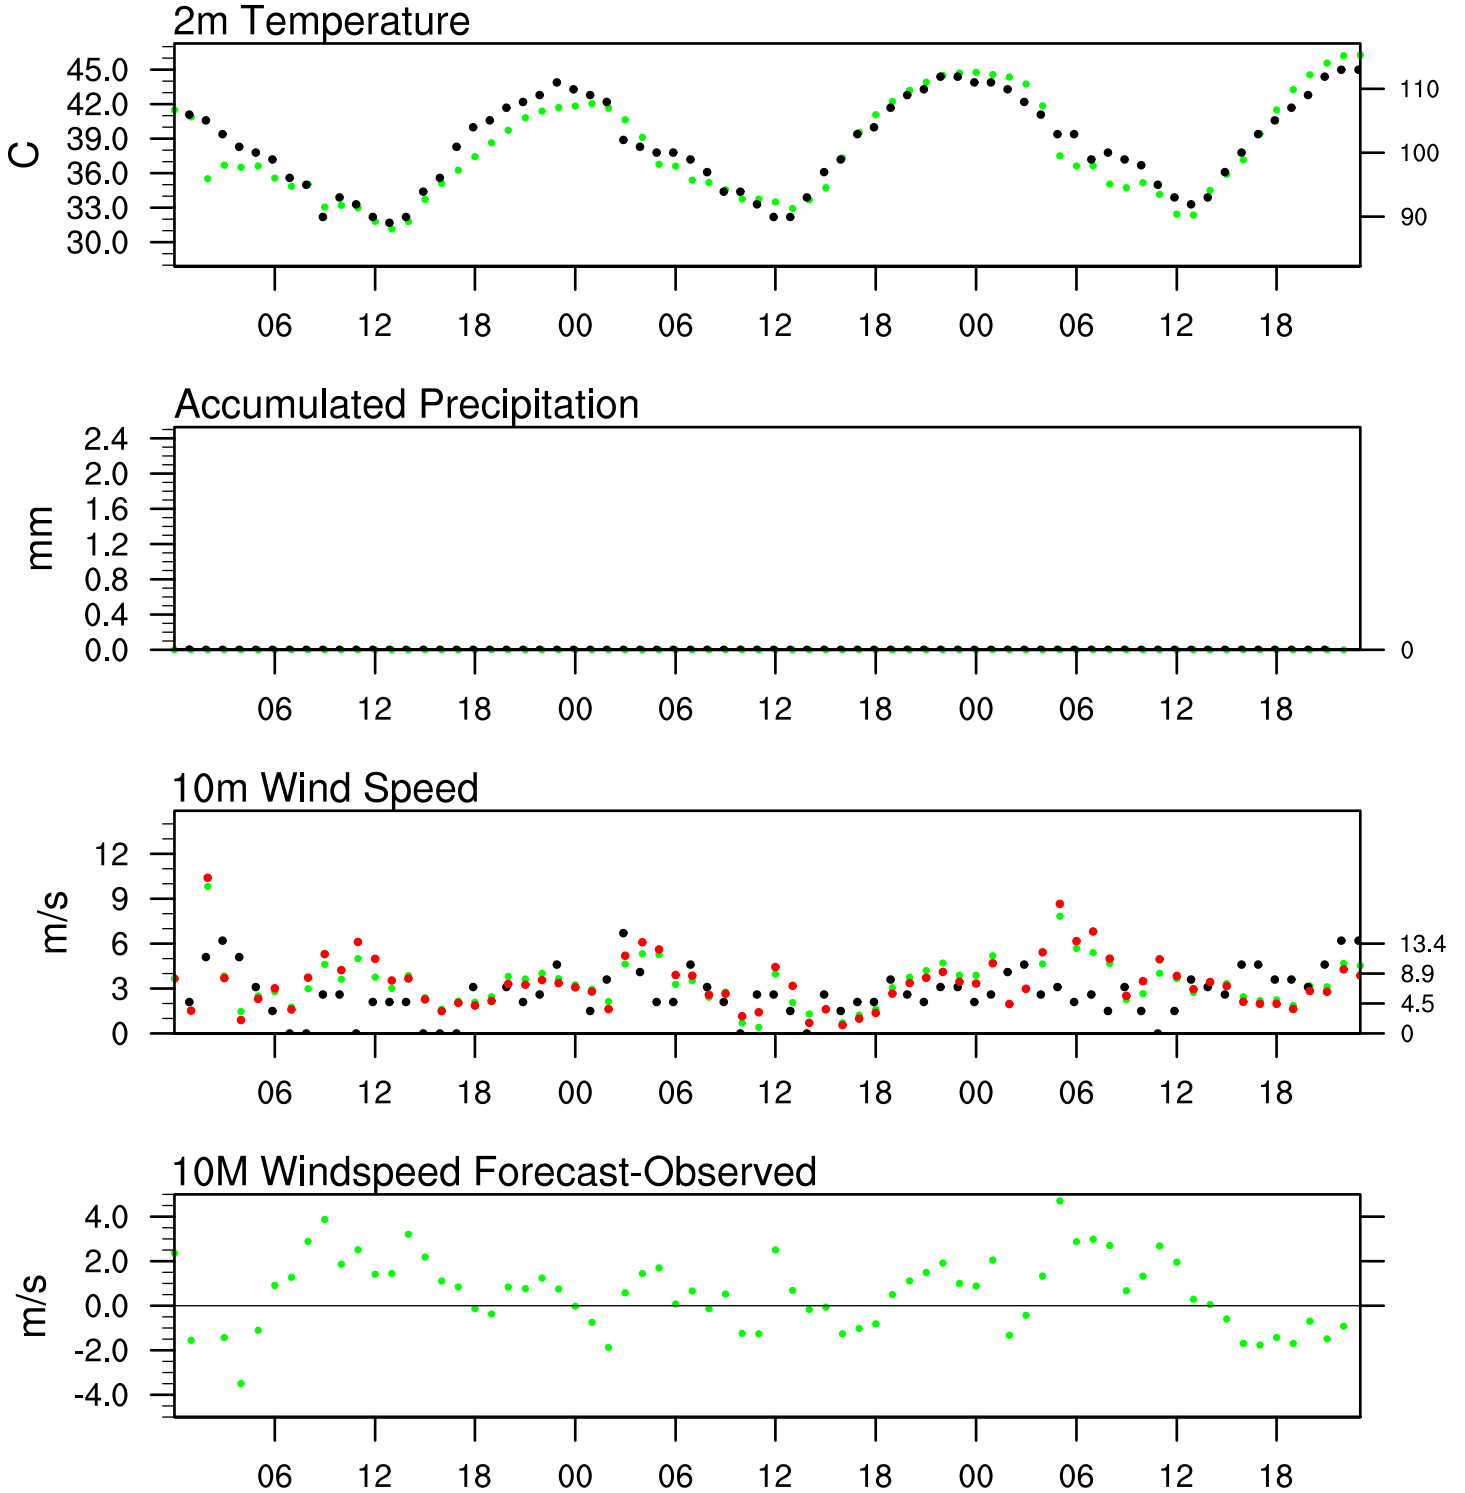 2m Temperature
45.0
42.0
39.0
36.0
33.0
30.0
C
110
100
90
06 12 18 00 06 12 18 00 06 12 18
Accumulated Precipitation
2.4
2.0
1.6
1.2
0.8
0.4
0.0
mm
0
06 12 18 00 06 12 18 00 06 12 18
10m Wind Speed
12
9
6
3
0
m/s
13.4
8.9
4.5
0
06 12 18 00 06 12 18 00 06 12 18
10M Windspeed Forecast-Observed
4.0
2.0
0.0
-2.0
-4.0
m/s
06 12 18 00 06 12 18 00 06 12 18